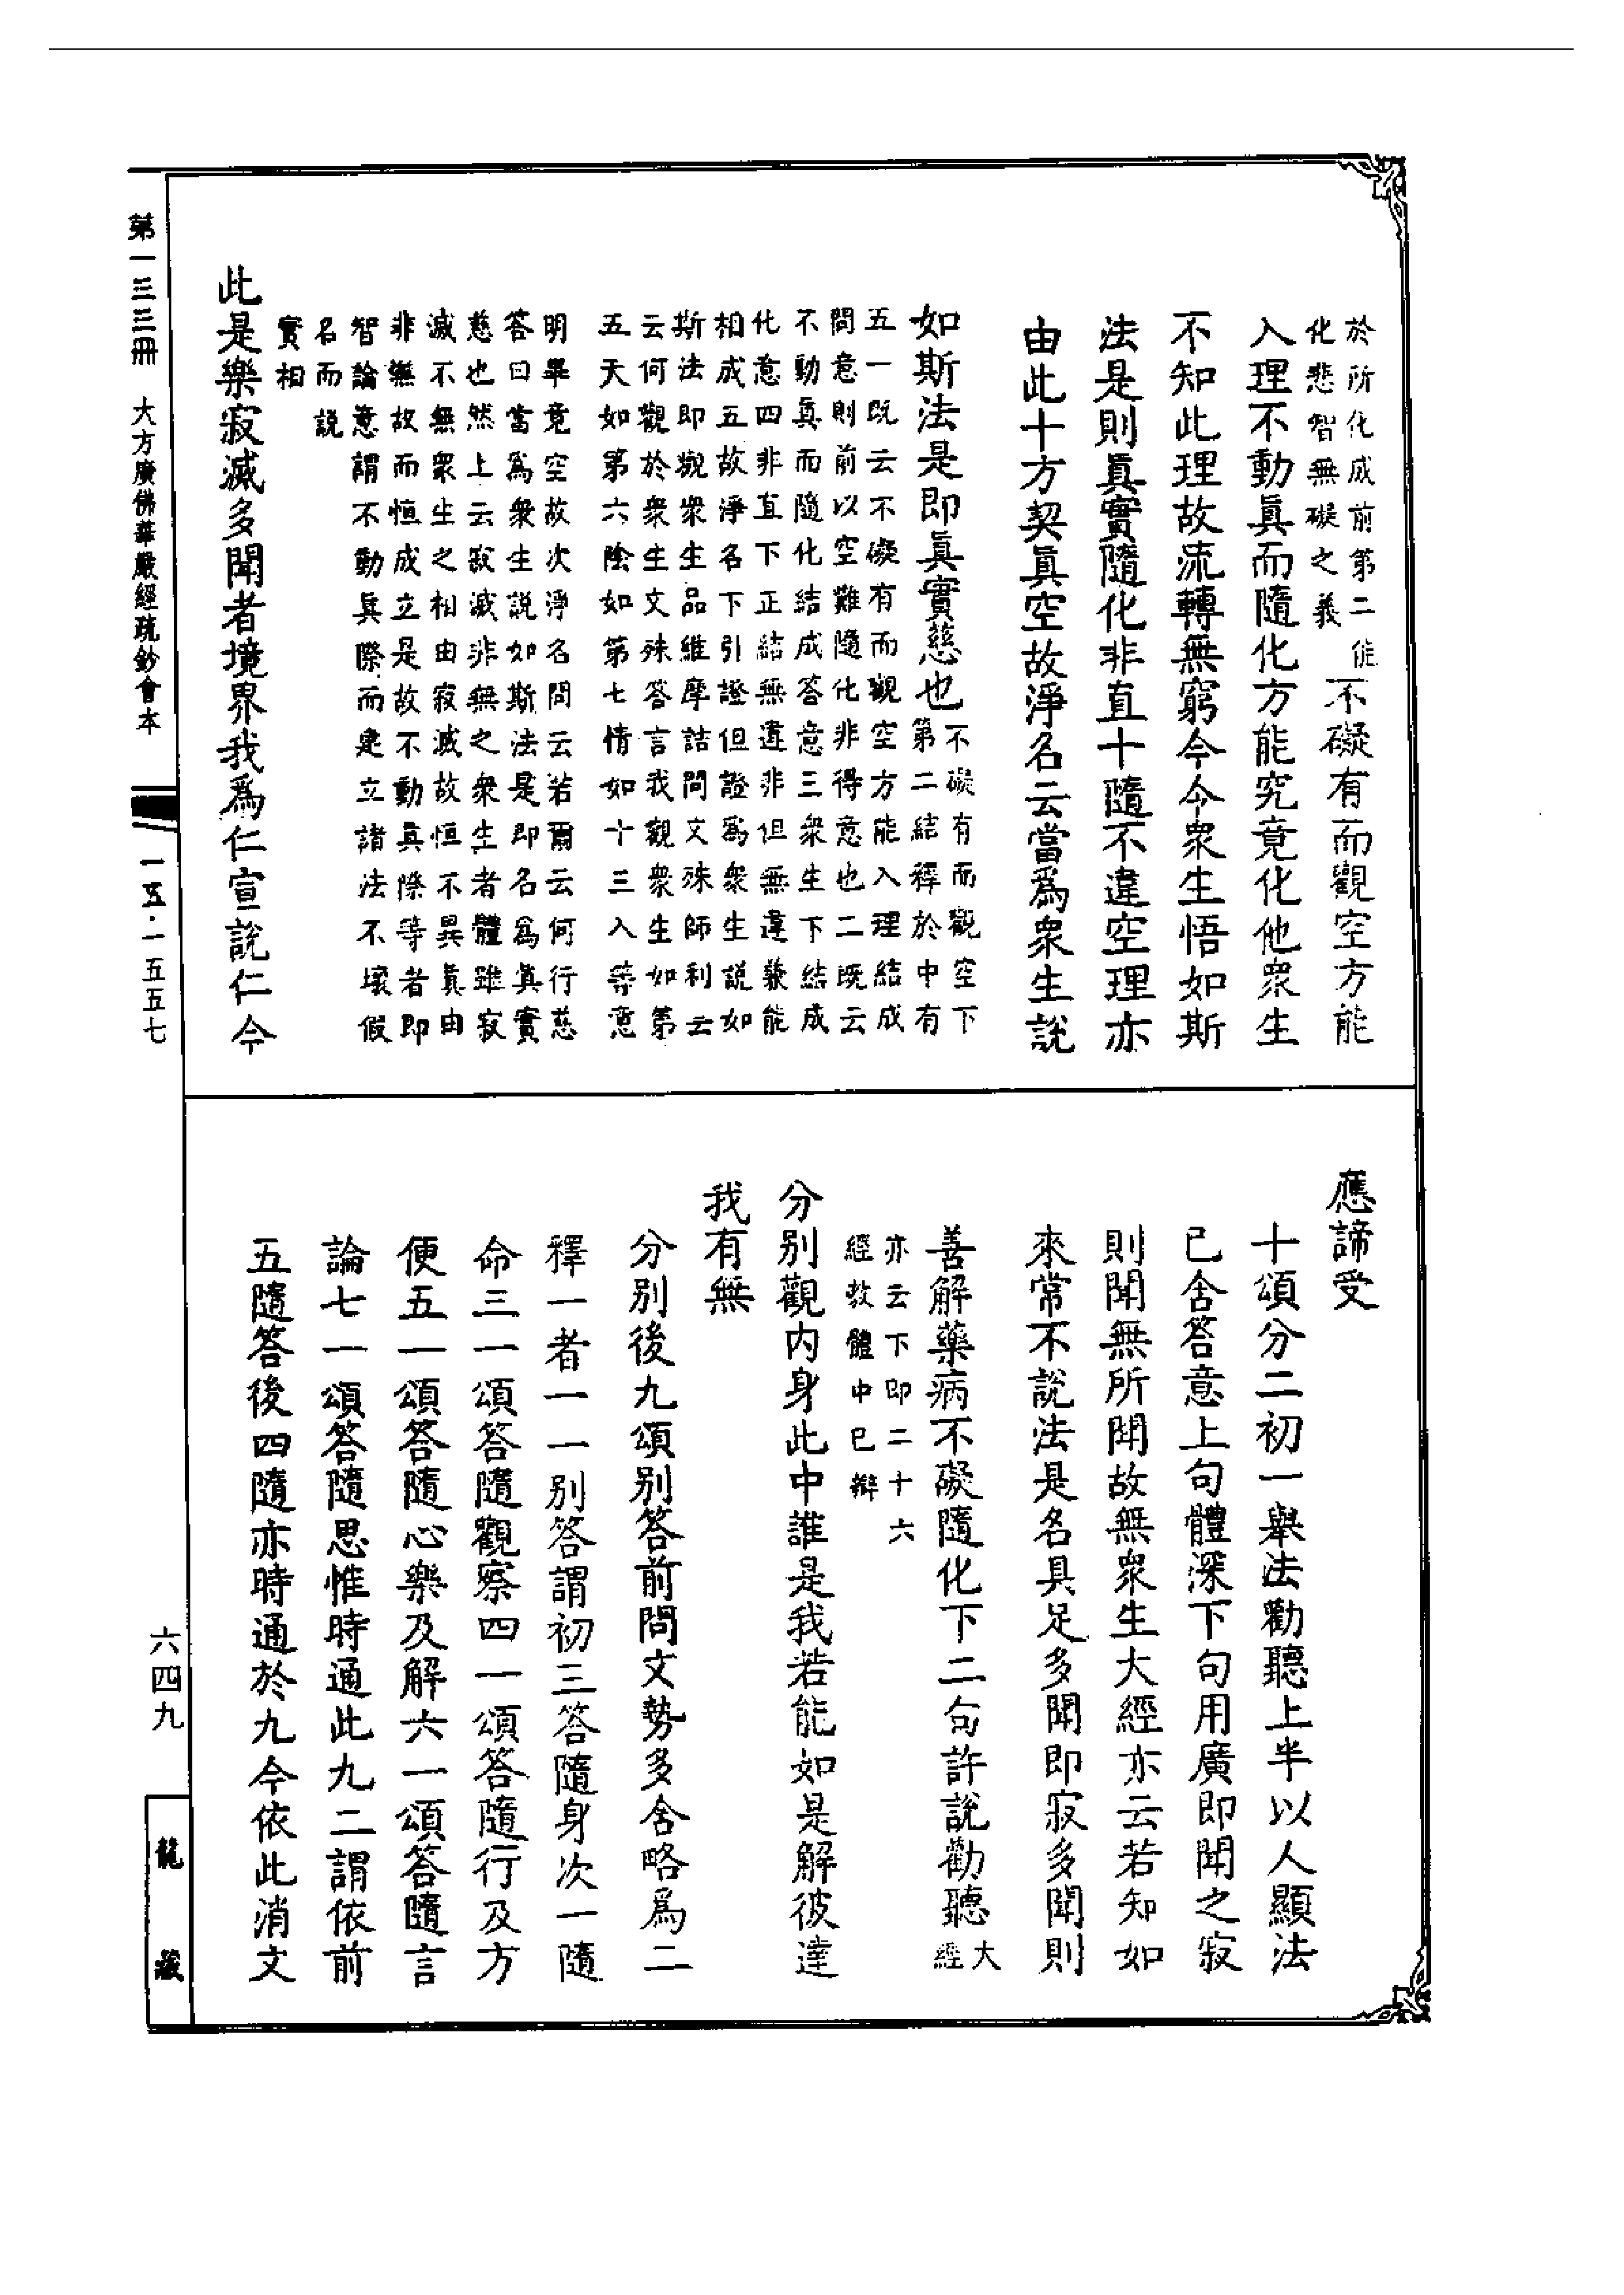 於所化成前第二能
化悲智無礙之義
不礙有而觀空方能
入理不動眞而隨化方能究竟化他衆生
不知此理故流轉無窮今令衆生悟如斯
法是則眞實隨化非直十隨不違空理亦
由此十方契眞空故淨名云當爲衆生說
如斯法是即眞實慈也
不礙有而觀空下
第二結釋於中有
五一既云不礙有而觀空方能入理結成
問意則前以空難隨化非得意也二既云
不動眞而隨化結成答意三衆生下結成
化意四非直下正結無違非但無違兼能
相成五故淨名下引證但證爲衆生說如
斯法即觀衆生品維摩詰問文殊師利云
云何觀於衆生文殊答言我觀衆生如第
五天如第六陰如第七情如十三入等意
明畢竟空故次淨名問云若爾云何行慈
答曰當爲衆生說如斯法是即名爲眞實
慈也然上云寂滅非無之衆生者體雖寂
滅不無衆生之相由寂滅故恒不異眞由
非無故而恒成立是故不動眞際等者即
智論意謂不動眞際而建立諸法不壞假
名而說
實相
此是樂寂滅多聞者境界我爲仁宣說仁今
應諦受
十頌分二初一舉法勸聽上半以人顯法
已含答意上句體深下句用廣即聞之寂
則聞無所聞故無衆生大經亦云若知如
來常不說法是名具足多聞即寂多聞則
善解藥病不礙隨化下二句許說勸聽
大
經
亦云下即二十六
經教體中已辯
分別觀內身此中誰是我若能如是解彼達
我有無
分別後九頌別答前問文勢多含略爲二
釋一者一一別答謂初三答隨身次一隨
命三一頌答隨觀察四一頌答隨行及方
便五一頌答隨心樂及解六一頌答隨言
論七一頌答隨思惟時通此九二謂依前
五隨答後四隨亦時通於九今依此消文
第一三三冊 大方廣佛華嚴經疏鈔會本
一五·一五五七
六四九
龍藏